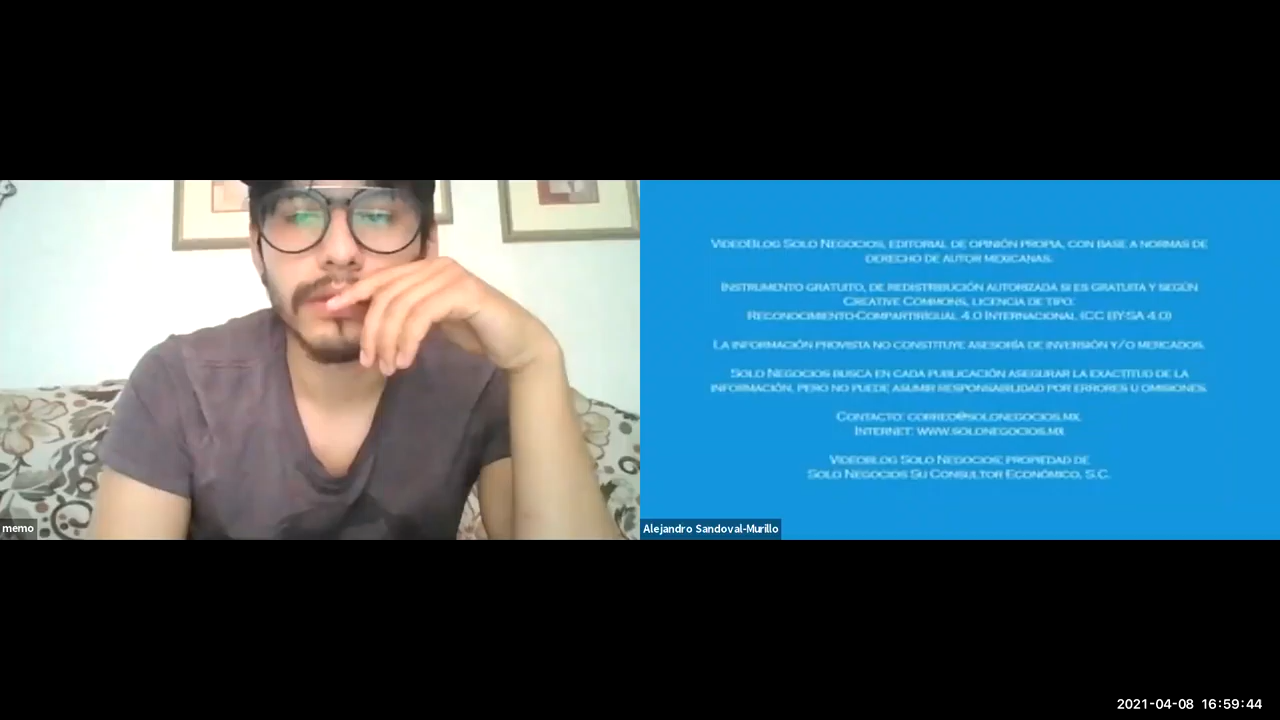 VIDEOBLOG SOLO NEGOCIOS, EDITORIAL DE OPINIÓN PROPIA, CON BASE A NORMAS DE
DERECHO DE AUTOR MEXICANAS.
INSTRUMENTO GRATUITO, DE REDISTRIBUCIÓN AUTORIZADA SI ES GRATUITA Y SEGÚN
CREATIVE COMMONS, LICENCIA DE TIPO:
RECONOCIMIENTO-COMPARTIRIGUAL 4.0 INTERNACIONAL (CC BY-SA 4.0)
LA INFORMACIÓN PROVISTA NO CONSTITUYE ASESORÍA DE INVERSIÓN Y/O MERCADOS.
SOLO NEGOCIOS BUSCA EN CADA PUBLICACIÓN ASEGURAR LA EXACTITUD DE LA
INFORMACIÓN, PERO NO PUEDE ASUMIR RESPONSABILIDAD POR ERRORES U OMISIONES.
CONTACTO: CORREO@SOLONEGOCIOS.MX
INTERNET: WWW.SOLONEGOCIOS.MX
VIDEOBLOG SOLO NEGOCIOS; PROPIEDAD DE
SOLO NEGOCIOS SU CONSULTOR ECONÓMICO, S.C.
memo
Alejandro Sandoval-Murillo
2021-04-08 16:59:44